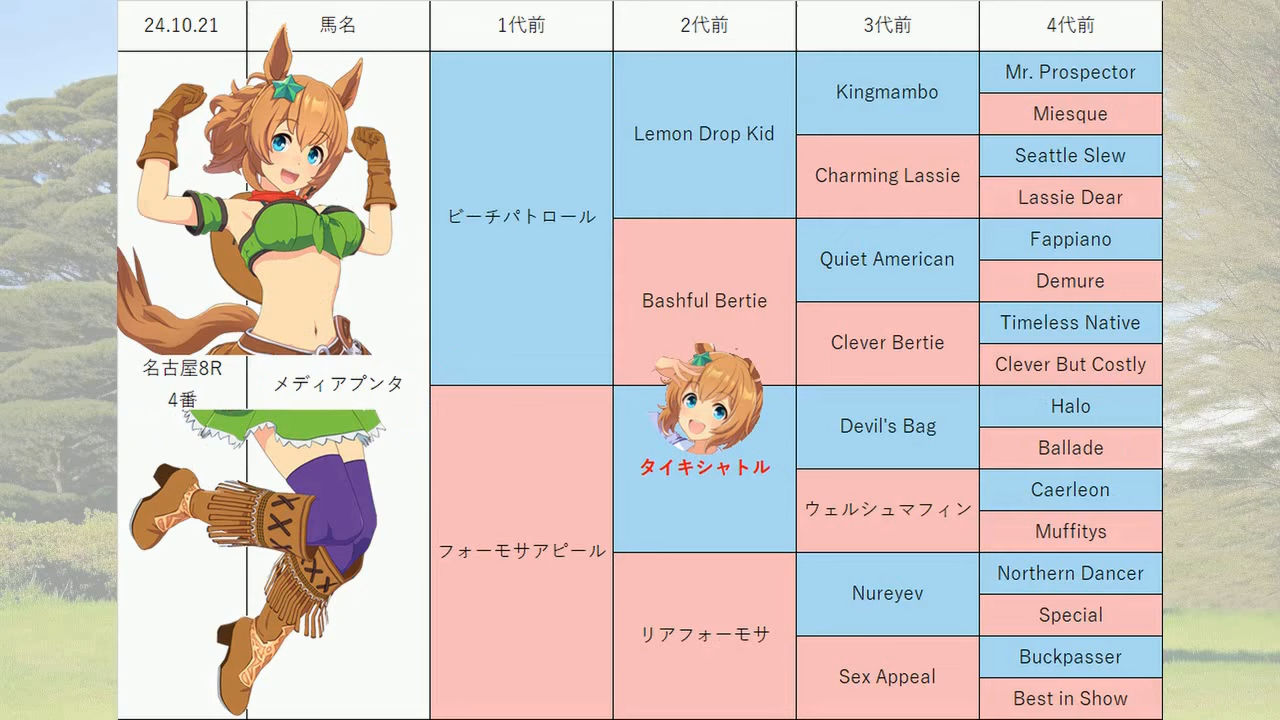 24.10.21
馬名
1代前
2代前
3代前
4代前
名古屋8R
4番
メディアプンタ
ビーチパトロール
フォーモサアピール
Lemon Drop Kid
Bashful Bertie
タイキシャトル
リアフォーモサ
Kingmambo
Charming Lassie
Quiet American
Clever Bertie
Devil's Bag
ウェルシュマフィン
Nureyev
Sex Appeal
Mr. Prospector
Miesque
Seattle Slew
Lassie Dear
Fappiano
Demure
Timeless Native
Clever But Costly
Halo
Ballade
Caerleon
Muffitys
Northern Dancer
Special
Buckpasser
Best in Show